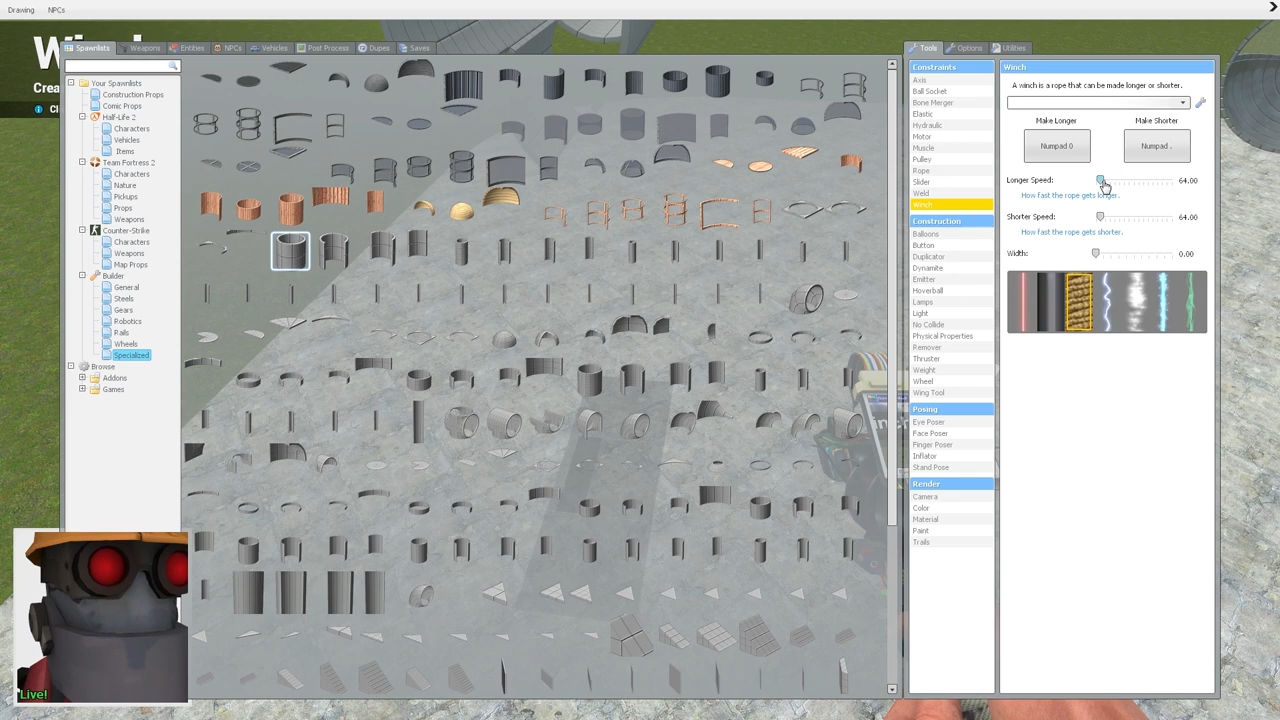 Drawing NPCs
Wi
Crea
Cl
Spawnlists Weapons Entities NPCs Vehicles Post Process Dupes Saves
Your Spawnlists
Construction Props
Comic Props
Half-Life 2
Characters
Vehicles
Items
Team Fortress 2
Characters
Nature
Pickups
Props
Weapons
Counter-Strike
Characters
Weapons
Map Props
Builder
General
Steels
Gears
Robotics
Rails
Wheels
Specialized
Browse
Addons
Games
Live!
Tools Options Utilities
Constraints
Axis
Ball Socket
Bone Merger
Elastic
Hydraulic
Motor
Muscle
Pulley
Rope
Slider
Weld
Winch
Construction
Balloons
Button
Duplicator
Dynamite
Emitter
Hoverball
Lamps
Light
No Collide
Physical Properties
Remover
Thruster
Weight
Wheel
Wing Tool
Posing
Eye Poser
Face Poser
Finger Poser
Inflator
Stand Pose
Render
Camera
Color
Material
Paint
Trails
Winch
A winch is a rope that can be made longer or shorter.
Make Longer Make Shorter
Numpad 0 Numpad .
Longer Speed: 64.00
How fast the rope gets longer.
Shorter Speed: 64.00
How fast the rope gets shorter.
Width: 0.00